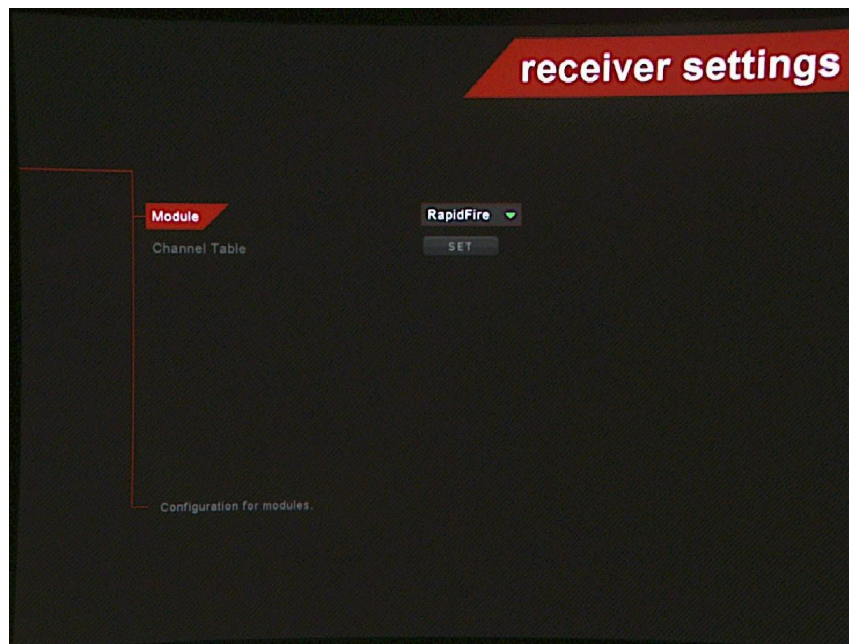 receiver settings
Module
RapidFire
Channel Table
SET
Configuration for modules.